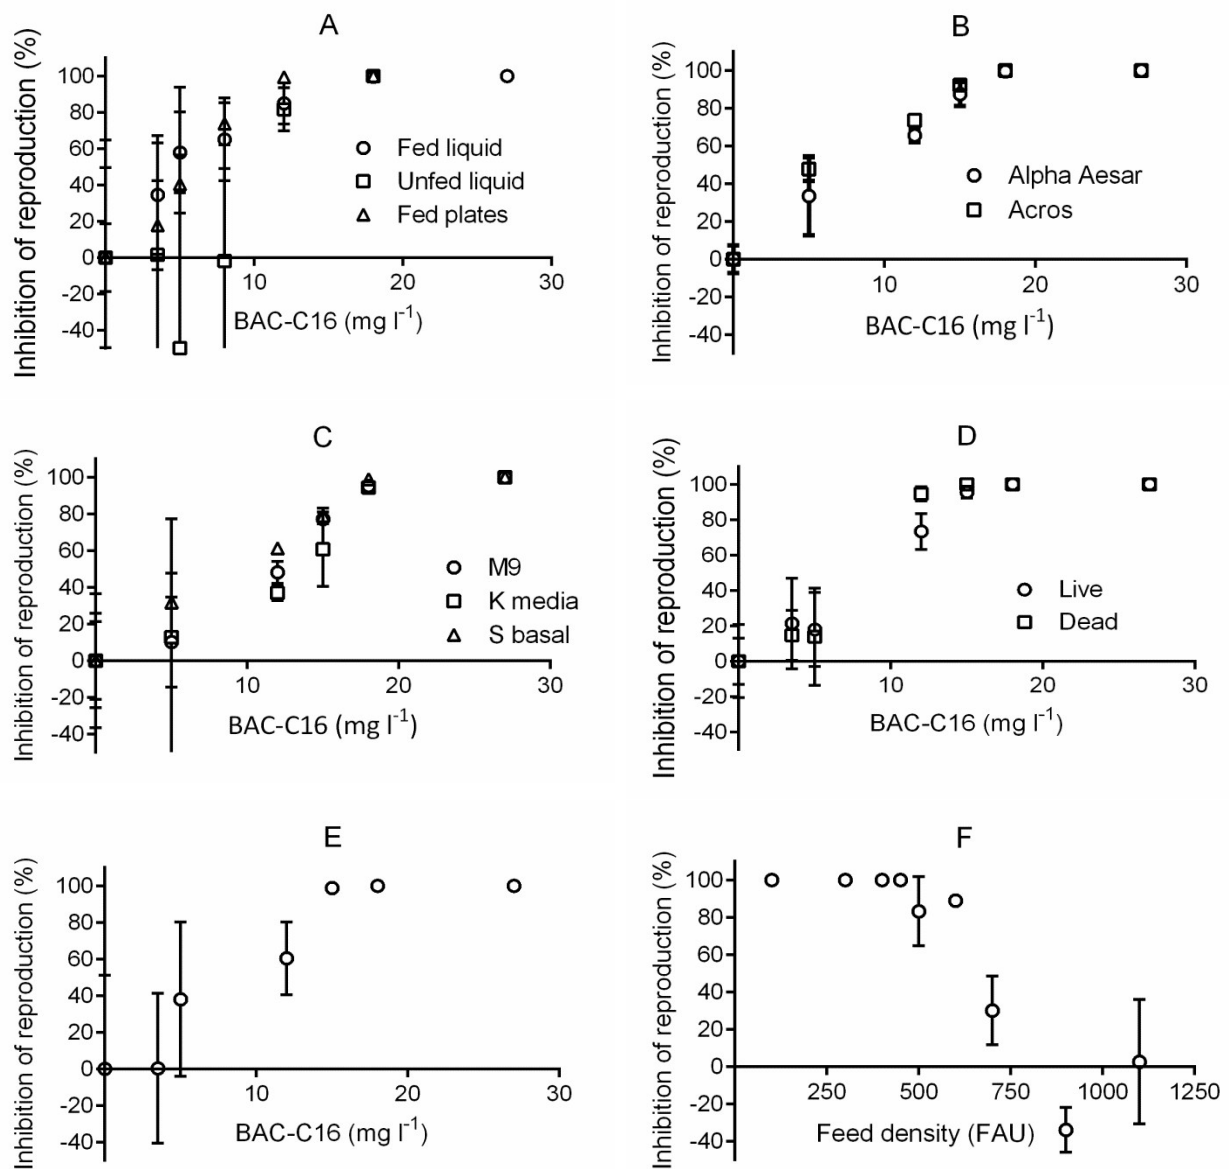 A
Inhibition of reproduction (%)
100
80
60
40
20
0
-20
-40
10
20
30
BAC-C16 (mg l⁻¹)
Fed liquid
Unfed liquid
Fed plates
B
Inhibition of reproduction (%)
100
80
60
40
20
0
-20
-40
10
20
30
BAC-C16 (mg l⁻¹)
Alpha Aesar
Acros
C
Inhibition of reproduction (%)
100
80
60
40
20
0
-20
-40
10
20
30
BAC-C16 (mg l⁻¹)
M9
K media
S basal
D
Inhibition of reproduction (%)
100
80
60
40
20
0
-20
-40
10
20
30
BAC-C16 (mg l⁻¹)
Live
Dead
E
Inhibition of reproduction (%)
100
80
60
40
20
0
-20
-40
10
20
30
BAC-C16 (mg l⁻¹)
F
Inhibition of reproduction (%)
100
80
60
40
20
0
-20
-40
250
500
750
1000
1250
Feed density (FAU)